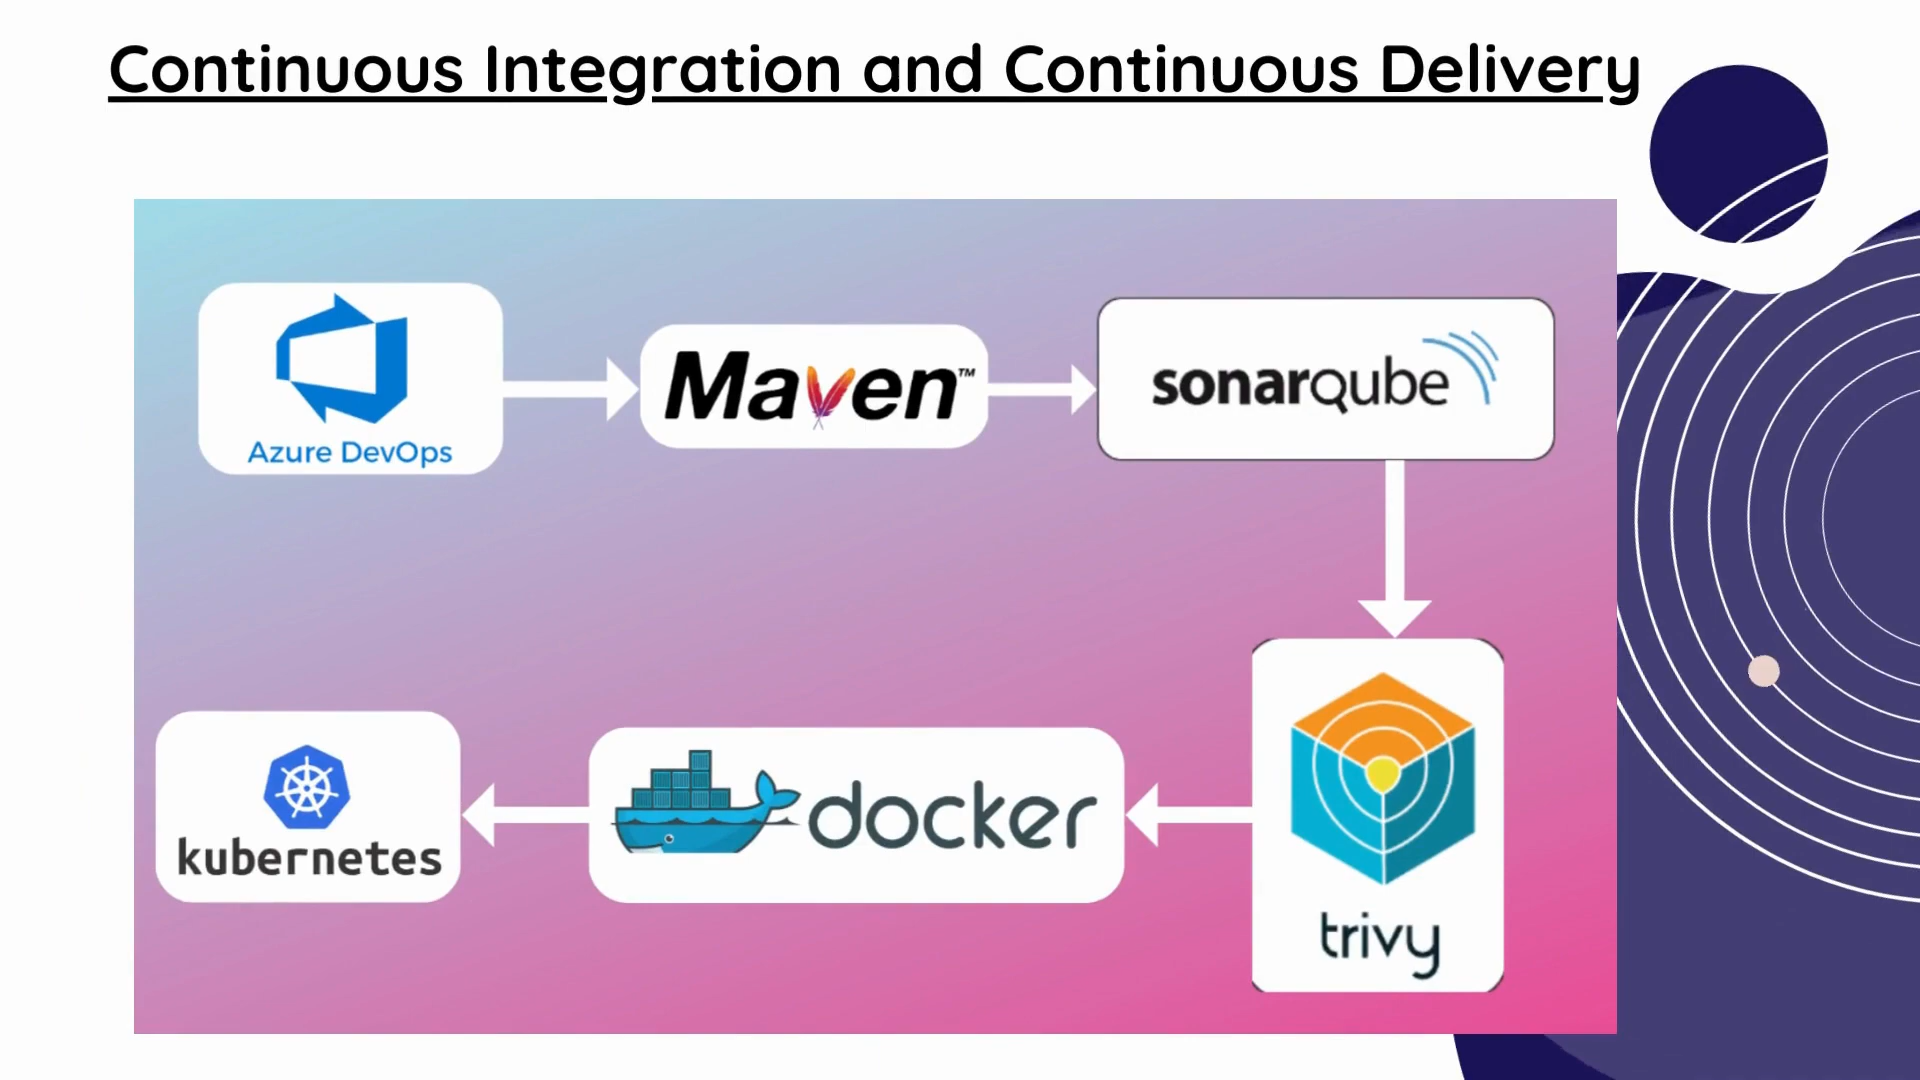 Continuous Integration and Continuous Delivery
Azure DevOps
Maven™
sonarqube
trivy
docker
kubernetes